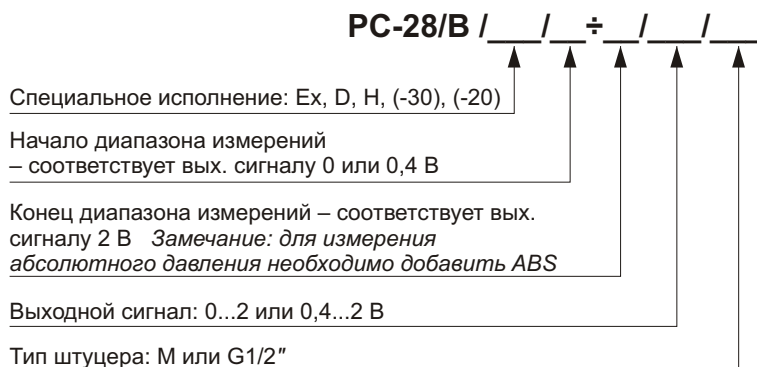 PC-28/B /___/__÷__/___/___
Специальное исполнение: Ex, D, H, (-30), (-20)
Начало диапазона измерений
– соответствует вых. сигналу 0 или 0,4 В
Конец диапазона измерений – соответствует вых.
сигналу 2 В Замечание: для измерения
абсолютного давления необходимо добавить ABS
Выходной сигнал: 0...2 или 0,4...2 В
Тип штуцера: М или G1/2"